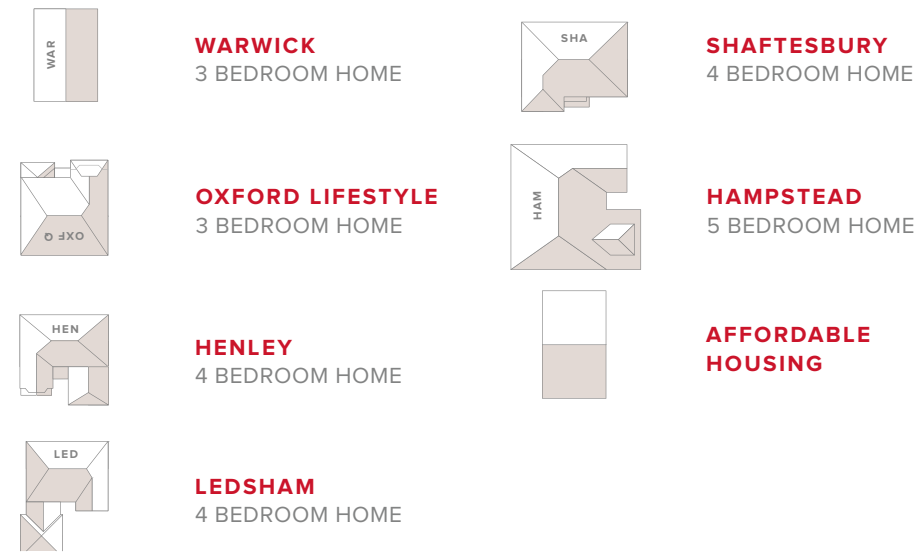 WAR
WARWICK
3 BEDROOM HOME
OXF Q
OXFORD LIFESTYLE
3 BEDROOM HOME
HEN
HENLEY
4 BEDROOM HOME
LED
LEDSHAM
4 BEDROOM HOME
SHA
SHAFTESBURY
4 BEDROOM HOME
HAM
HAMPSTEAD
5 BEDROOM HOME
AFFORDABLE
HOUSING